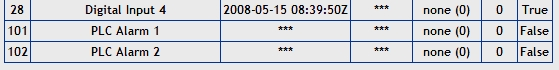 28 Digital Input 4 2008-05-15 08:39:50Z *** none (0) 0 True
101 PLC Alarm 1 *** *** none (0) 0 False
102 PLC Alarm 2 *** *** none (0) 0 False